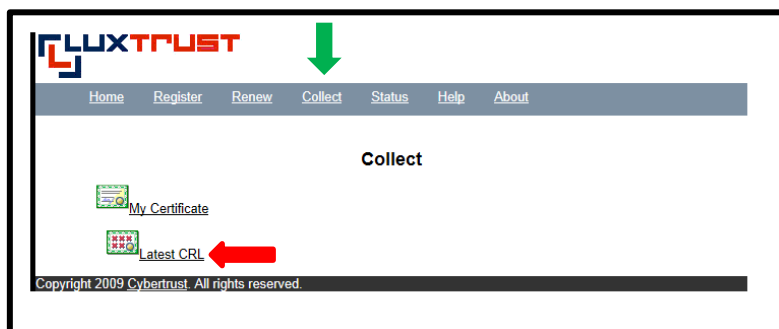 LUXTRUST
Home Register Renew Collect Status Help About
Collect
My Certificate
Latest CRL
Copyright 2009 Cybertrust. All rights reserved.